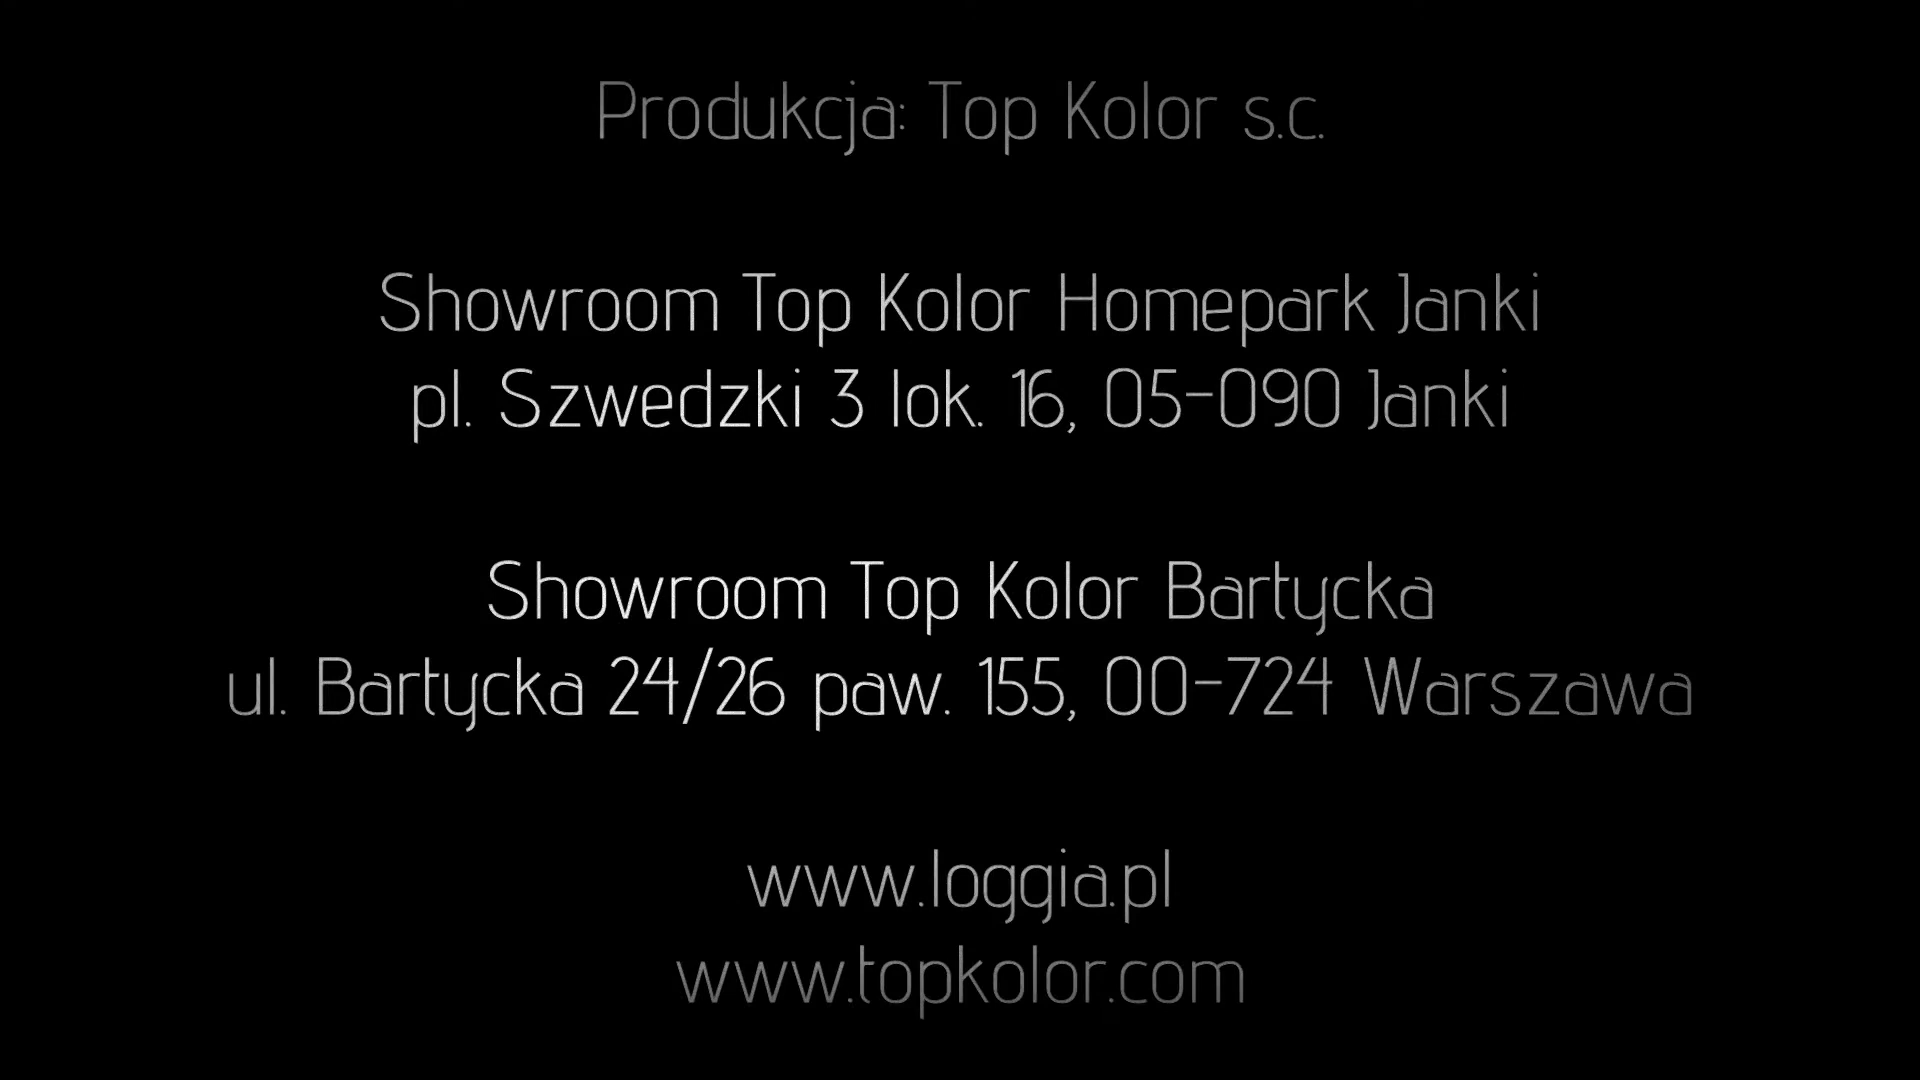 Produkcja: Top Kolor s.c.
Showroom Top Kolor Homepark Janki
pl. Szwedzki 3 lok. 16, 05-090 Janki
Showroom Top Kolor Bartycka
ul. Bartycka 24/26 paw. 155, 00-724 Warszawa
www.loggia.pl
www.topkolor.com